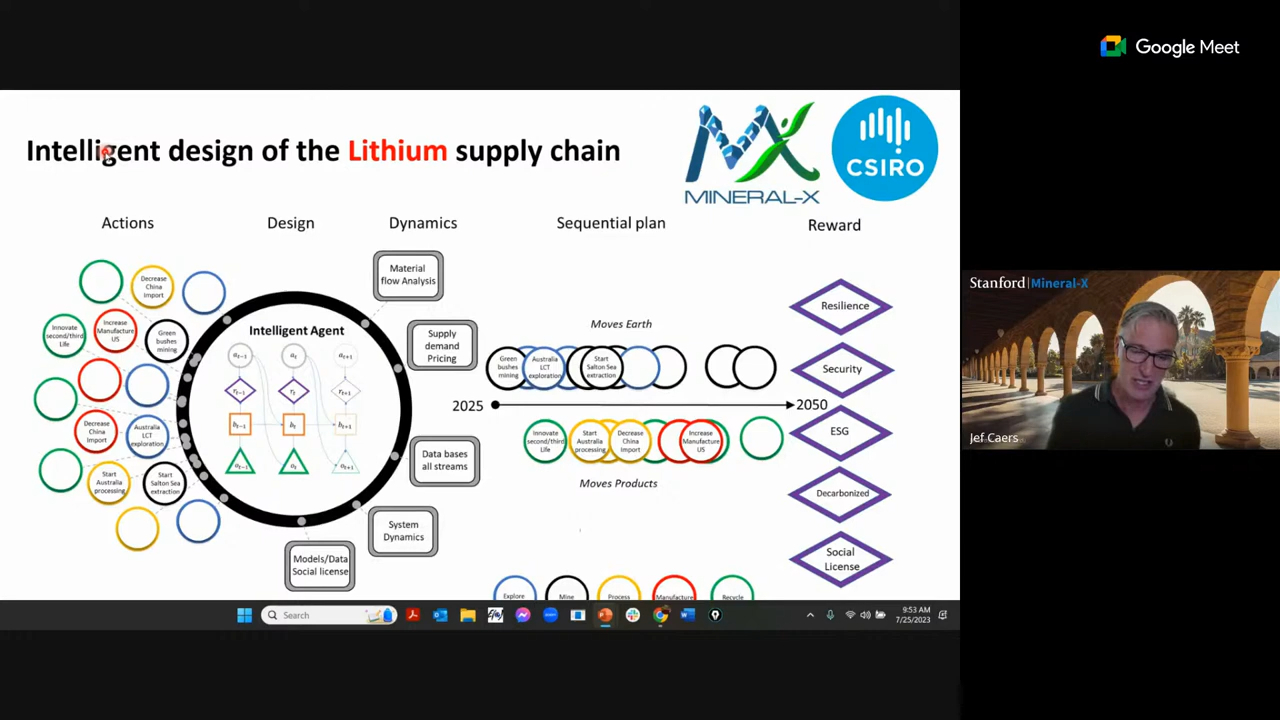 Google Meet
Intelligent design of the Lithium supply chain
MINERAL-X
CSIRO
Actions
Design
Dynamics
Sequential plan
Reward
Decrease
China
Import
Innovate
second/third
Life
Increase
Manufacture
US
Green
bushes
mining
Decrease
China
Import
Australia
LCT
exploration
Start
Australia
processing
Start
Salton Sea
extraction
Intelligent Agent
Material
flow Analysis
Supply
demand
Pricing
Data bases
all streams
System
Dynamics
Models/Data
Social license
Moves Earth
Green
bushes
mining
Australia
LCT
exploration
Start
Salton Sea
extraction
2025
2050
Innovate
second/third
Life
Start
Australia
processing
Decrease
China
Import
Increase
Manufacture
US
Moves Products
Resilience
Security
ESG
Decarbonized
Social
License
Explore
Mine
Process
Manufacture
Recycle
Stanford | Mineral-X
Jef Caers
Search
9:53 AM
7/25/2023